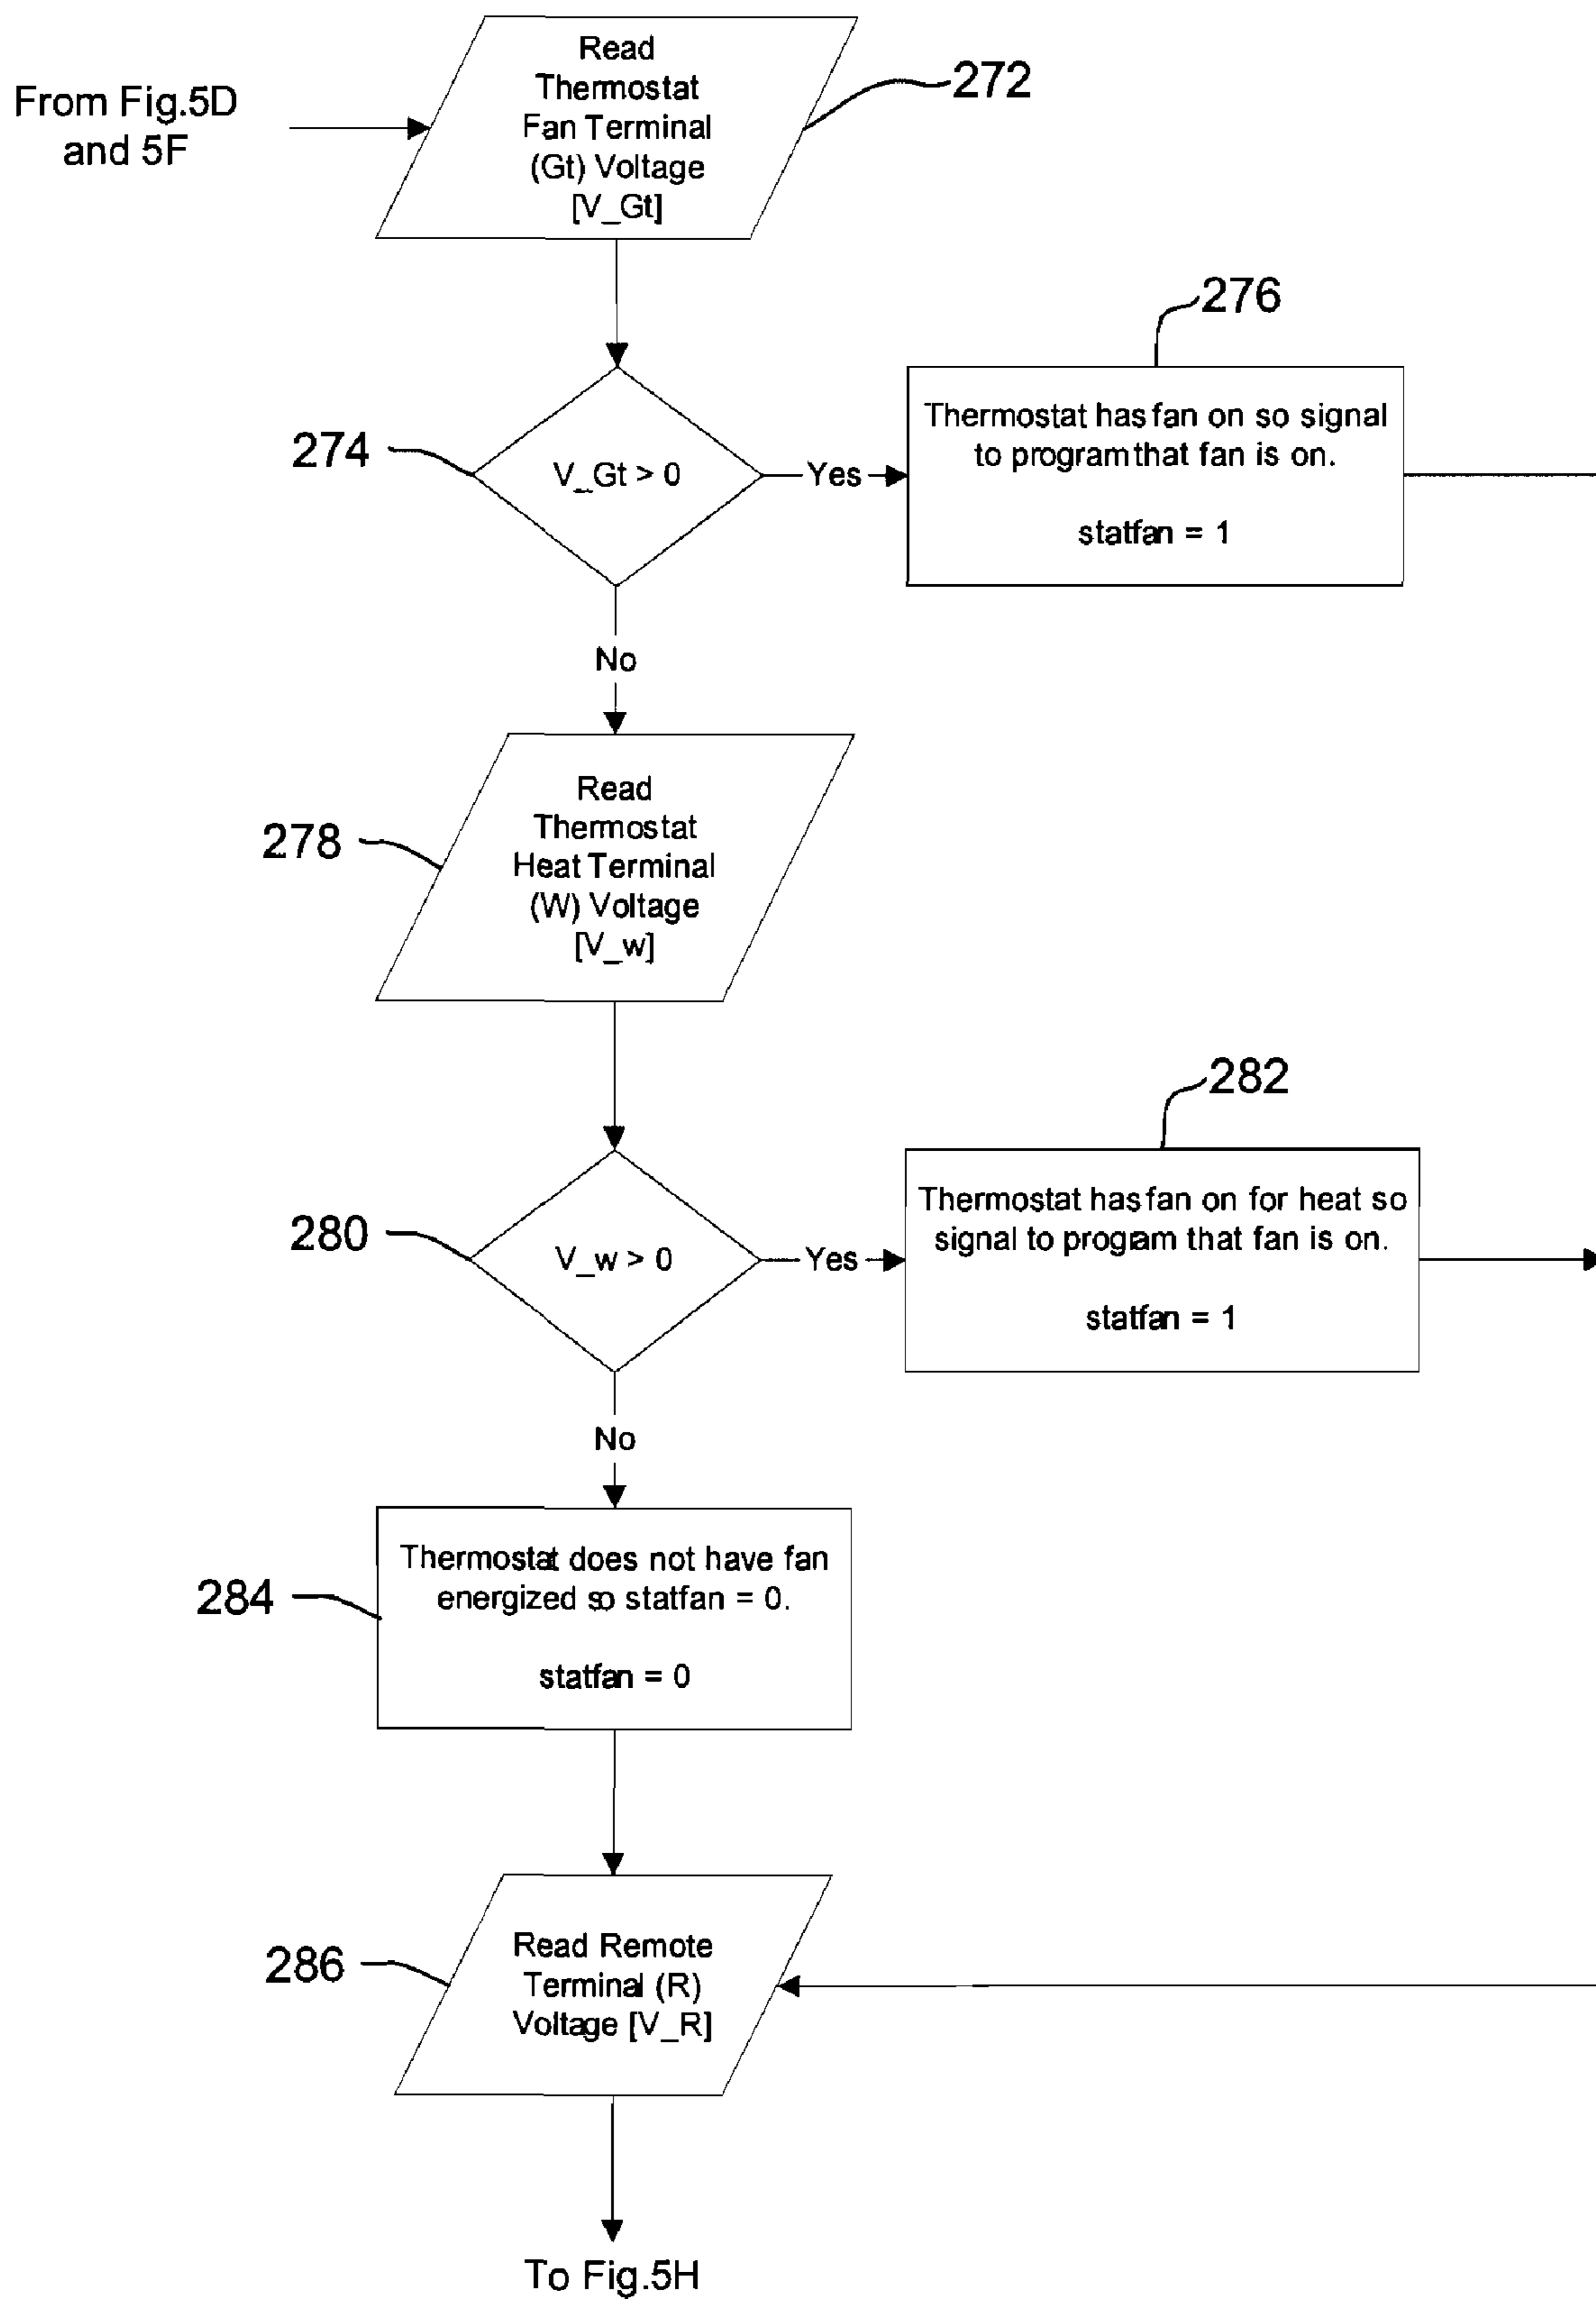 From Fig.5D
and 5F
Read
Thermostat
Fan Terminal
(Gt) Voltage
[V_Gt]
272
274
V_Gt > 0
Yes
276
Thermostat has fan on so signal
to program that fan is on.
statfan = 1
No
278
Read
Thermostat
Heat Terminal
(W) Voltage
[V_w]
280
V_w > 0
Yes
282
Thermostat has fan on for heat so
signal to program that fan is on.
statfan = 1
No
284
Thermostat does not have fan
energized so statfan = 0.
statfan = 0
286
Read Remote
Terminal (R)
Voltage [V_R]
To Fig.5H